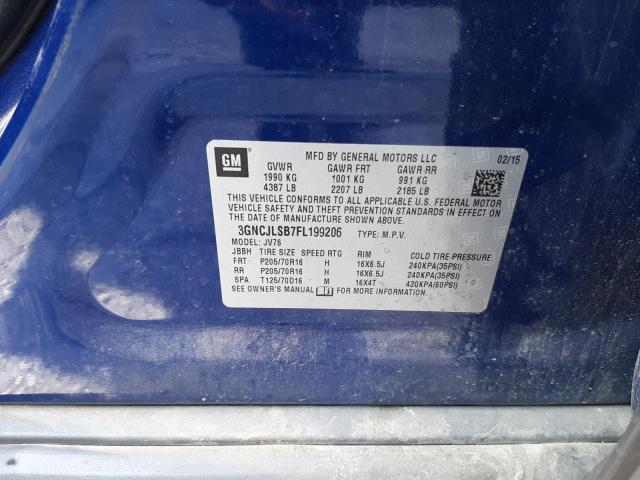 GM
MFD BY GENERAL MOTORS LLC 02/15
GVWR GAWR FRT GAWR RR
1990 KG 1001 KG 991 KG
4387 LB 2207 LB 2185 LB
THIS VEHICLE CONFORMS TO ALL APPLICABLE U.S. FEDERAL MOTOR
VEHICLE SAFETY AND THEFT PREVENTION STANDARDS IN EFFECT
ON THE DATE OF MANUFACTURE SHOWN ABOVE.
3GNCJLSB7FL199206 TYPE: M.P.V.
MODEL: JV76
JBBH TIRE SIZE SPEED RTG RIM COLD TIRE PRESSURE
FRT P205/70R16 H 16X6.5J 240KPA(35PSI)
RR P205/70R16 H 16X6.5J 240KPA(35PSI)
SPA T125/70D16 M 16X4T 420KPA(60PSI)
SEE OWNER'S MANUAL FOR MORE INFORMATION.